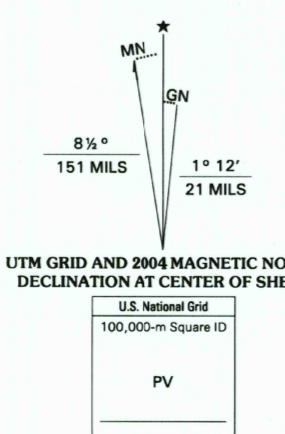 ★
MN
GN
8½°
151 MILS
1° 12′
21 MILS
UTM GRID AND 2004 MAGNETIC NO
DECLINATION AT CENTER OF SHE
U.S. National Grid
100,000-m Square ID
PV